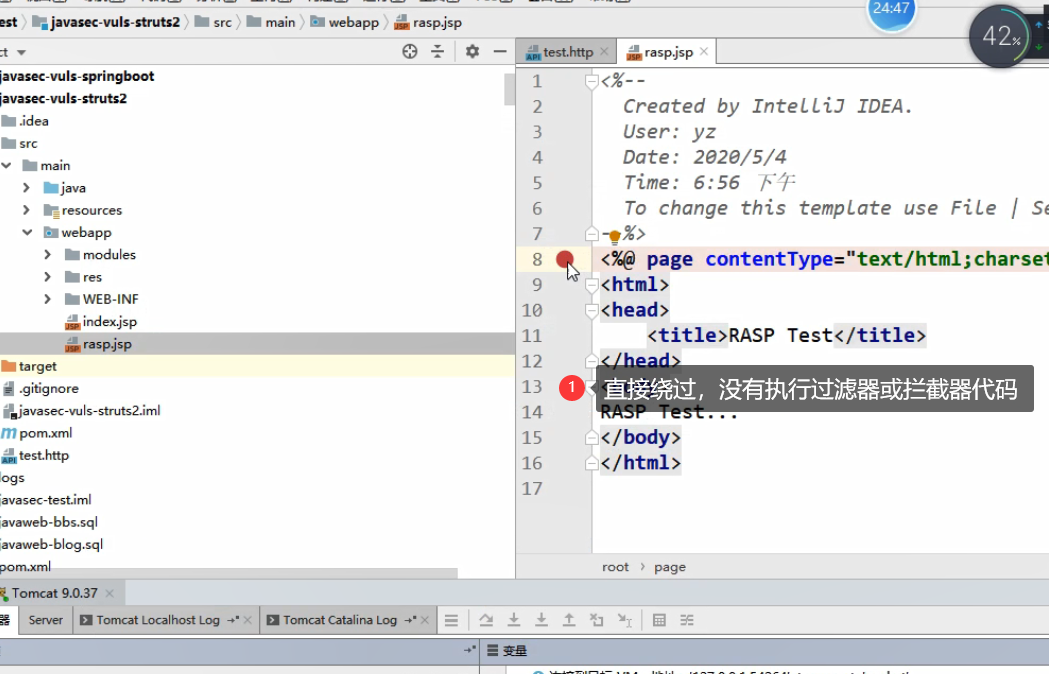 24:47
42%
est > javasec-vuls-struts2 > src > main > webapp > rasp.jsp
ct
test.http
rasp.jsp
javasec-vuls-springboot
javasec-vuls-struts2
.idea
src
main
java
resources
webapp
modules
res
WEB-INF
index.jsp
rasp.jsp
target
.gitignore
javasec-vuls-struts2.iml
pom.xml
test.http
logs
javasec-test.iml
javaweb-bbs.sql
javaweb-blog.sql
pom.xml
1 <%--
2 Created by IntelliJ IDEA.
3 User: yz
4 Date: 2020/5/4
5 Time: 6:56 下午
6 To change this template use File | Se
7 --%>
8 <%@ page contentType="text/html;charset
9 <html>
10 <head>
11 <title>RASP Test</title>
12 </head>
13
1 直接绕过，没有执行过滤器或拦截器代码
14 RASP Test...
15 </body>
16 </html>
17
root > page
Tomcat 9.0.37
器 Server Tomcat Localhost Log Tomcat Catalina Log
变量